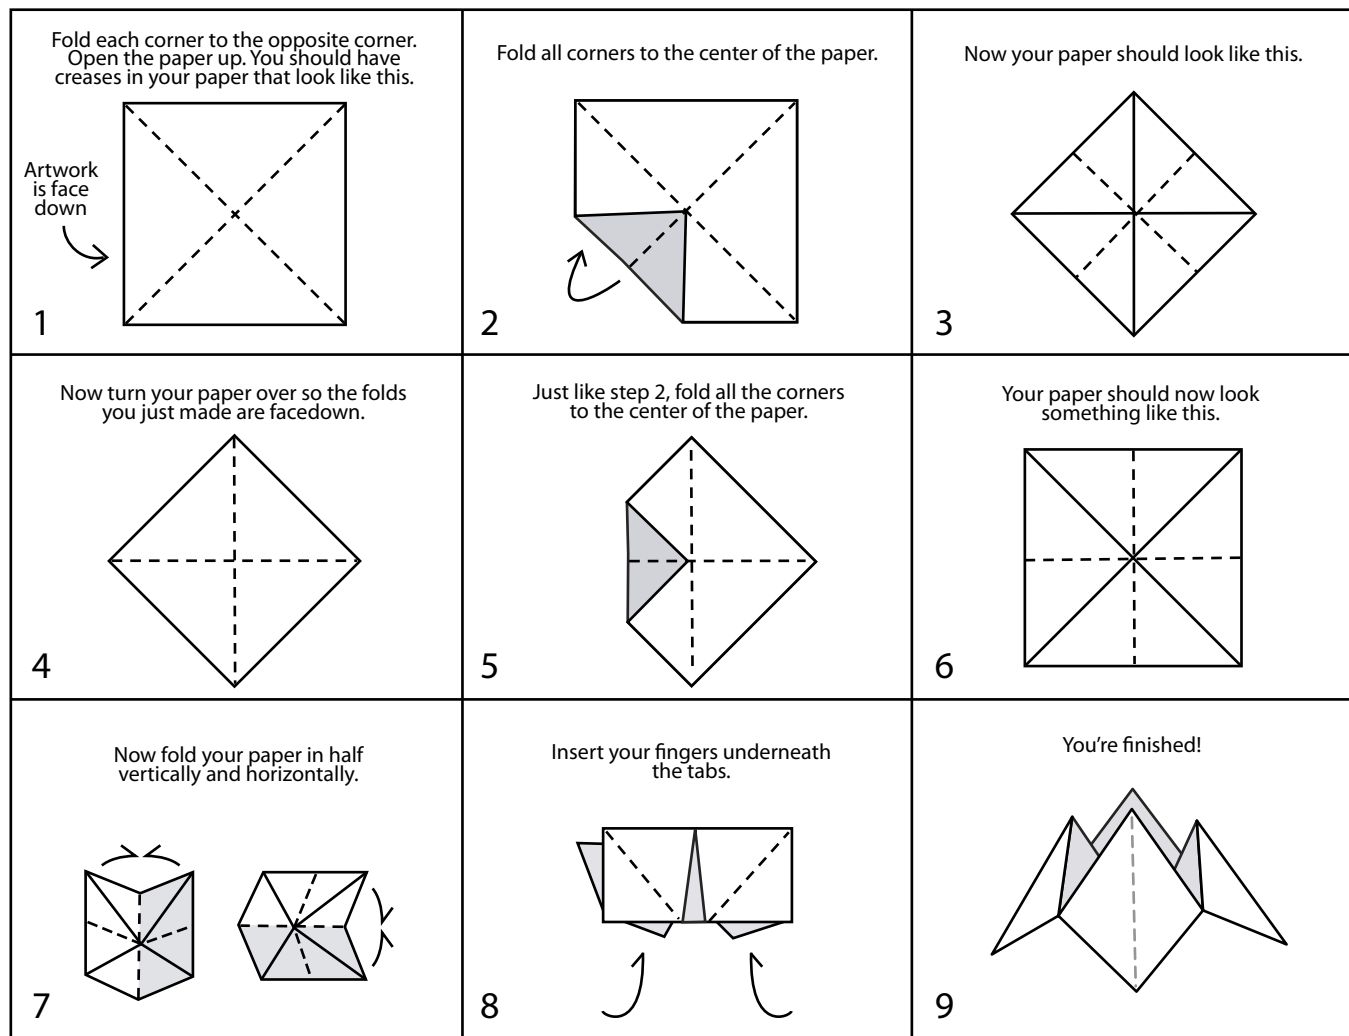 Fold each corner to the opposite corner.
Open the paper up. You should have
creases in your paper that look like this.
Artwork
is face
down
1
Fold all corners to the center of the paper.
2
Now your paper should look like this.
3
Now turn your paper over so the folds
you just made are facedown.
4
Just like step 2, fold all the corners
to the center of the paper.
5
Your paper should now look
something like this.
6
Now fold your paper in half
vertically and horizontally.
7
Insert your fingers underneath
the tabs.
8
You're finished!
9